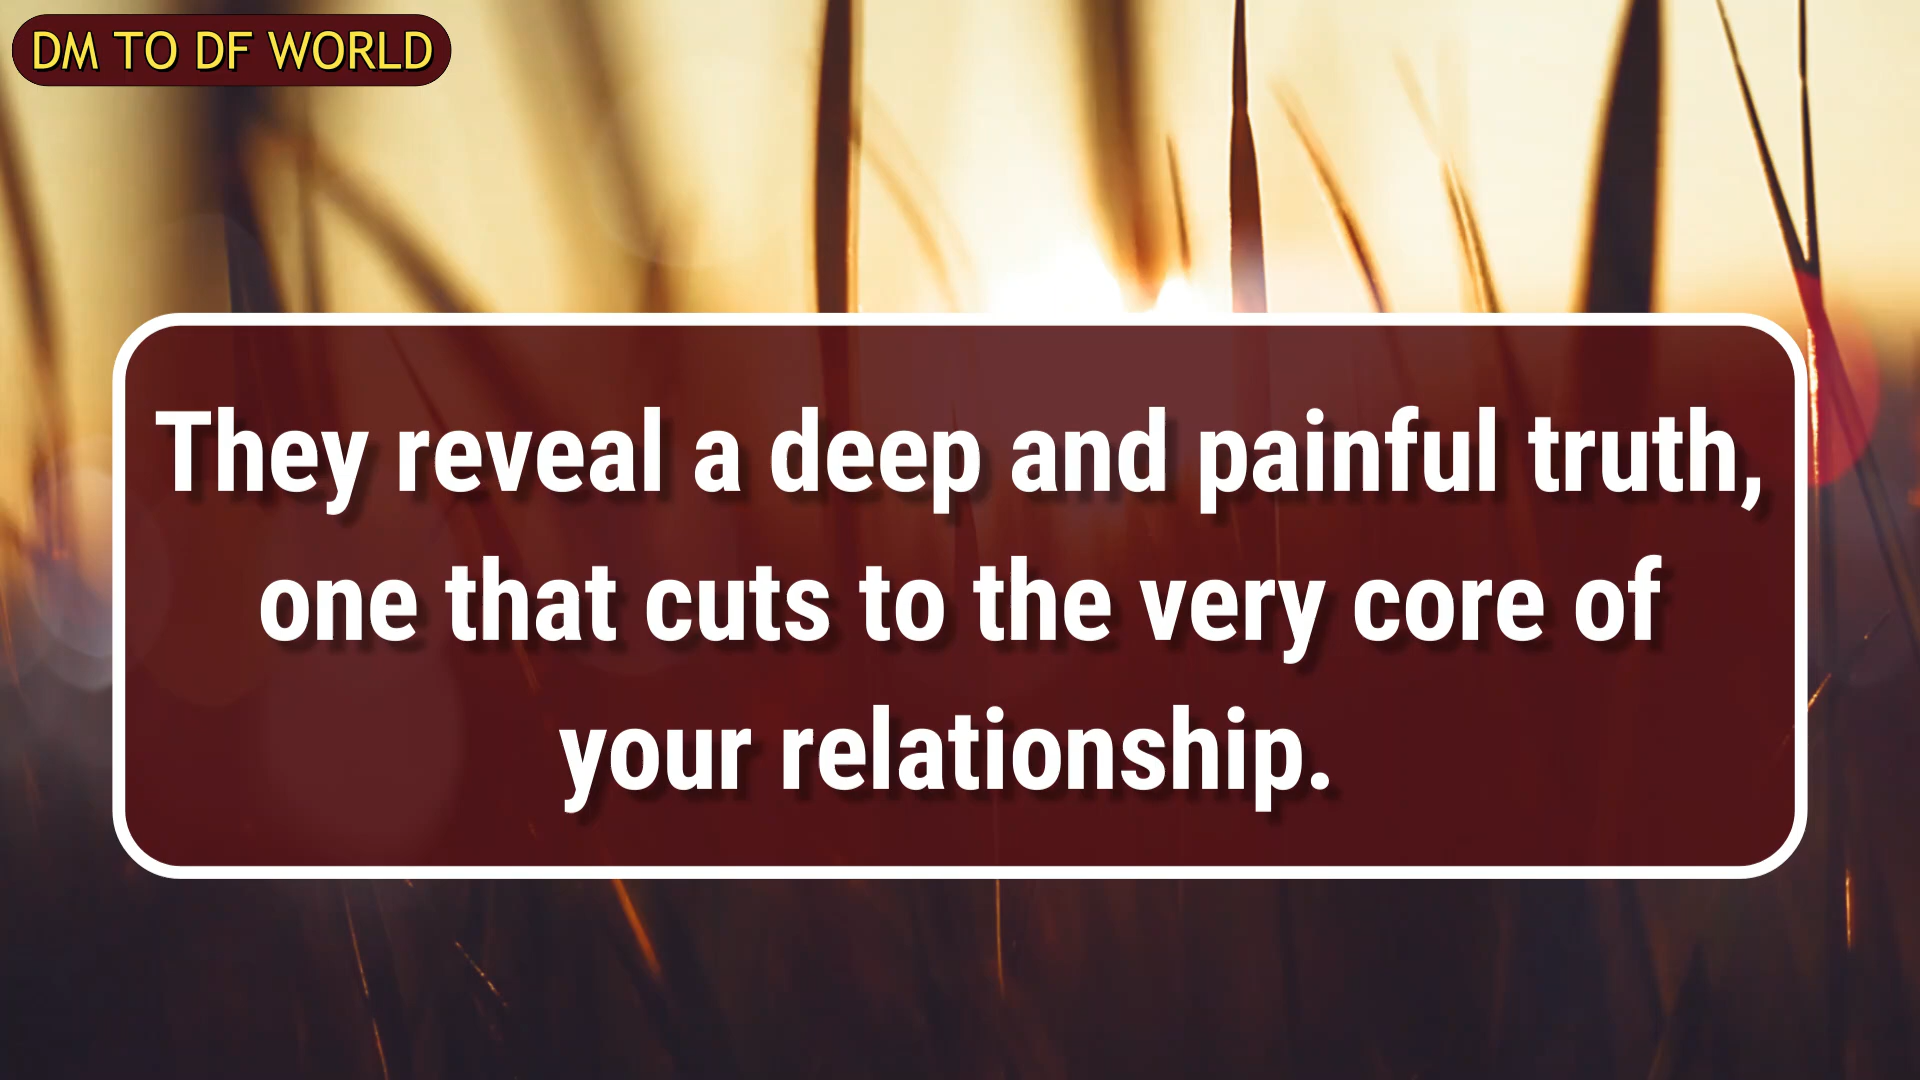 DM TO DF WORLD
They reveal a deep and painful truth,
one that cuts to the very core of
your relationship.